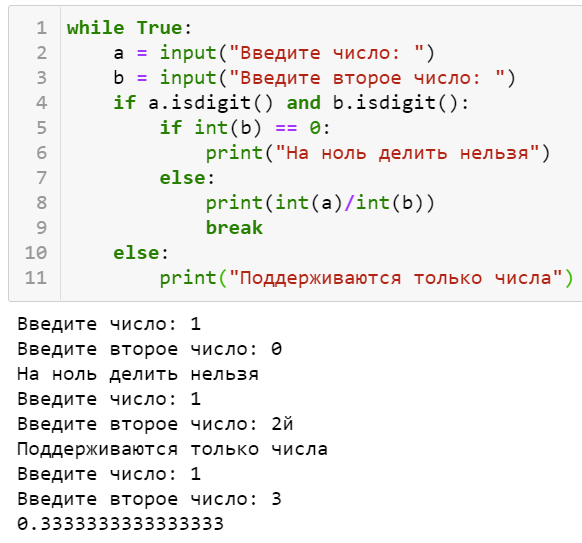 1 while True:
2     a = input("Введите число: ")
3     b = input("Введите второе число: ")
4     if a.isdigit() and b.isdigit():
5         if int(b) == 0:
6             print("На ноль делить нельзя")
7         else:
8             print(int(a)/int(b))
9             break
10     else:
11         print("Поддерживаются только числа")
Введите число: 1
Введите второе число: 0
На ноль делить нельзя
Введите число: 1
Введите второе число: 2й
Поддерживаются только числа
Введите число: 1
Введите второе число: 3
0.3333333333333333